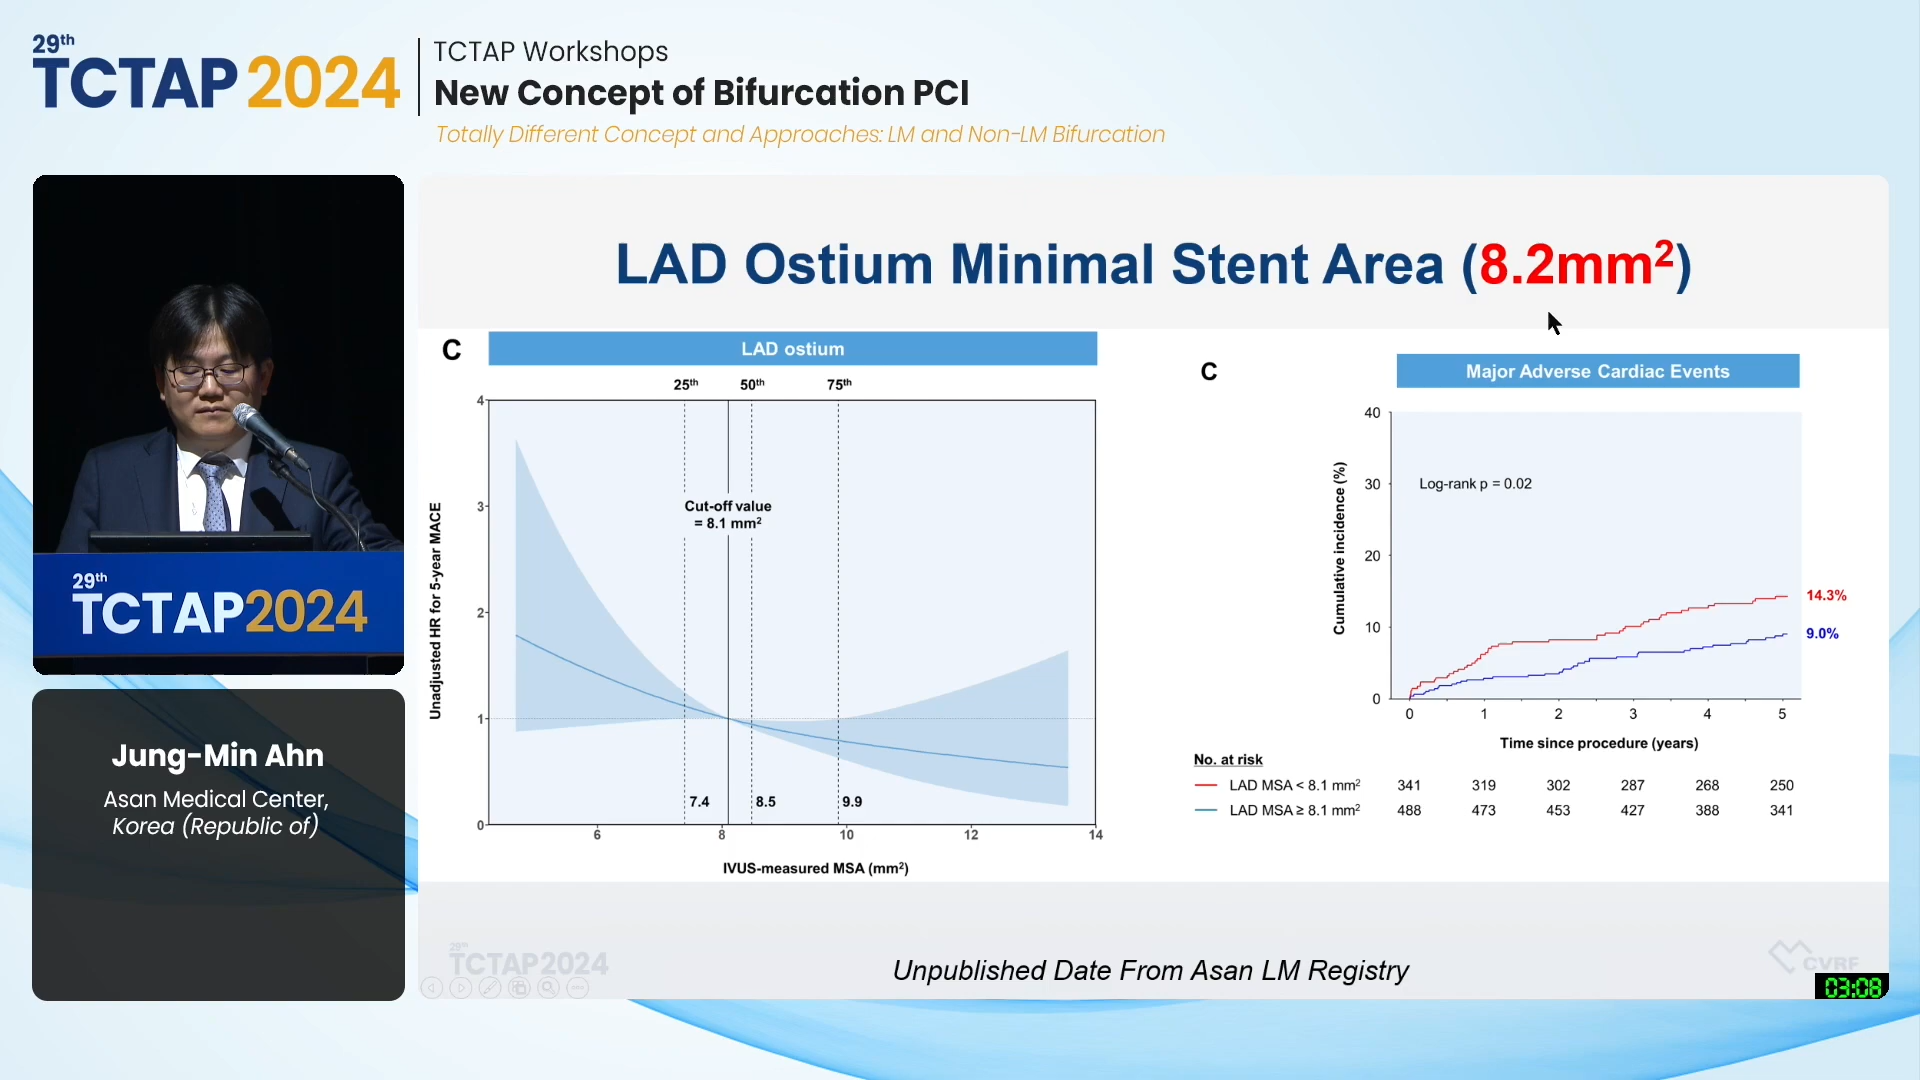 29th
TCTAP 2024
TCTAP Workshops
New Concept of Bifurcation PCI
Totally Different Concept and Approaches: LM and Non-LM Bifurcation
29th
TCTAP2024
Jung-Min Ahn
Asan Medical Center,
Korea (Republic of)
LAD Ostium Minimal Stent Area (8.2mm²)
C
LAD ostium
25th 50th 75th
4
3
2
1
0
Unadjusted HR for 5-year MACE
Cut-off value
= 8.1 mm²
7.4 8.5 9.9
6 8 10 12 14
IVUS-measured MSA (mm²)
C
Major Adverse Cardiac Events
40
30
20
10
0
Cumulative incidence (%)
Log-rank p = 0.02
14.3%
9.0%
0 1 2 3 4 5
Time since procedure (years)
No. at risk
LAD MSA < 8.1 mm² 341 319 302 287 268 250
LAD MSA ≥ 8.1 mm² 488 473 453 427 388 341
29th
TCTAP2024
Unpublished Date From Asan LM Registry
CVRF
03:08